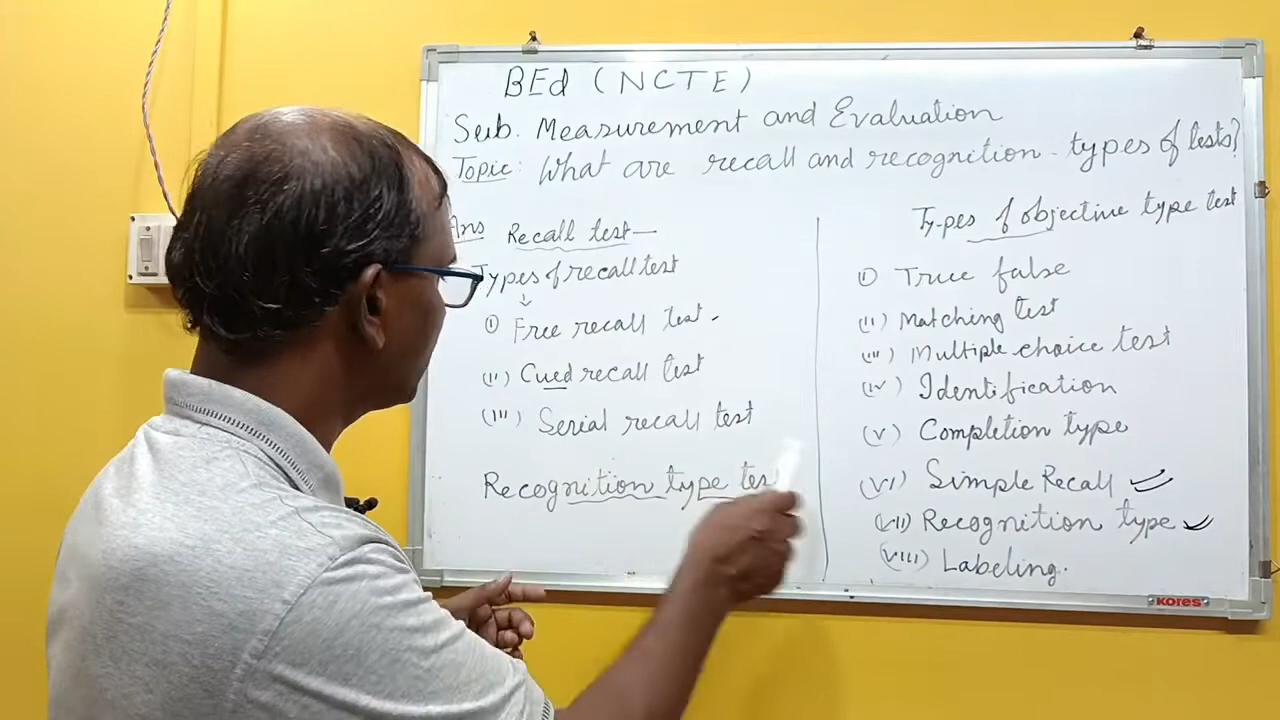 BEd (NCTE)
Sub. Measurement and Evaluation
Topic: What are recall and recognition - types of tests?
Ans Recall test—
Types of recall test
(i) Free recall test -
(ii) Cued recall test
(iii) Serial recall test
Recognition type test
Types of objective type test
(i) True false
(ii) Matching test
(iii) Multiple choice test
(iv) Identification
(v) Completion type
(vi) Simple Recall
(vii) Recognition type
(viii) Labeling.
KORES